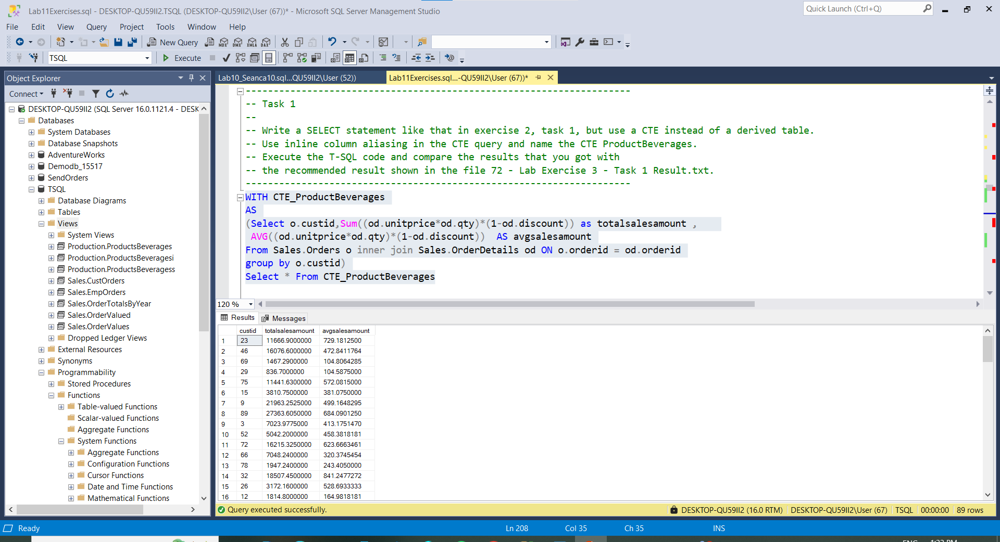 Lab11Exercises.sql - DESKTOP-QU59II2.TSQL (DESKTOP-QU59II2\User (67))* - Microsoft SQL Server Management Studio
Quick Launch (Ctrl+Q)
File Edit View Query Project Tools Window Help
New Query MDX DMX XMLA DAX
TSQL Execute
Object Explorer
Connect
DESKTOP-QU59II2 (SQL Server 16.0.1121.4 - DESK
Databases
System Databases
Database Snapshots
AdventureWorks
Demodb_15517
SendOrders
TSQL
Database Diagrams
Tables
Views
System Views
Production.ProductsBeverages
Production.ProductsBeveragesi
Production.ProductsBeveragess
Sales.CustOrders
Sales.EmpOrders
Sales.OrderTotalsByYear
Sales.OrderValued
Sales.OrderValues
Dropped Ledger Views
External Resources
Synonyms
Programmability
Stored Procedures
Functions
Table-valued Functions
Scalar-valued Functions
Aggregate Functions
System Functions
Aggregate Functions
Configuration Functions
Cursor Functions
Date and Time Functions
Mathematical Functions
Lab10_Seanca10.sql...QU59II2\User (52)) Lab11Exercises.sql...-QU59II2\User (67))*
---------------------------------------------------------------------
-- Task 1
--
-- Write a SELECT statement like that in exercise 2, task 1, but use a CTE instead of a derived table.
-- Use inline column aliasing in the CTE query and name the CTE ProductBeverages.
-- Execute the T-SQL code and compare the results that you got with
-- the recommended result shown in the file 72 - Lab Exercise 3 - Task 1 Result.txt.
---------------------------------------------------------------------
WITH CTE_ProductBeverages
AS
(Select o.custid,Sum((od.unitprice*od.qty)*(1-od.discount)) as totalsalesamount ,
AVG((od.unitprice*od.qty)*(1-od.discount)) AS avgsalesamount
From Sales.Orders o inner join Sales.OrderDetails od ON o.orderid = od.orderid
group by o.custid)
Select * From CTE_ProductBeverages
120 %
Results Messages
custid totalsalesamount avgsalesamount
1 23 11666.9000000 729.1812500
2 46 16076.6000000 472.8411764
3 69 1467.2900000 104.8064285
4 29 836.7000000 104.5875000
5 75 11441.6300000 572.0815000
6 15 3810.7500000 381.0750000
7 9 21963.2525000 499.1648295
8 89 27363.6050000 684.0901250
9 3 7023.9775000 413.1751470
10 52 5042.2000000 458.3818181
11 72 16215.3250000 623.6663461
12 66 7048.2400000 320.3745454
13 78 1947.2400000 243.4050000
14 32 18507.4500000 841.2477272
15 26 3172.1600000 528.6933333
16 12 1814.8000000 164.9818181
Query executed successfully. DESKTOP-QU59II2 (16.0 RTM) DESKTOP-QU59II2\User (67) TSQL 00:00:00 89 rows
Ready Ln 208 Col 35 Ch 35 INS